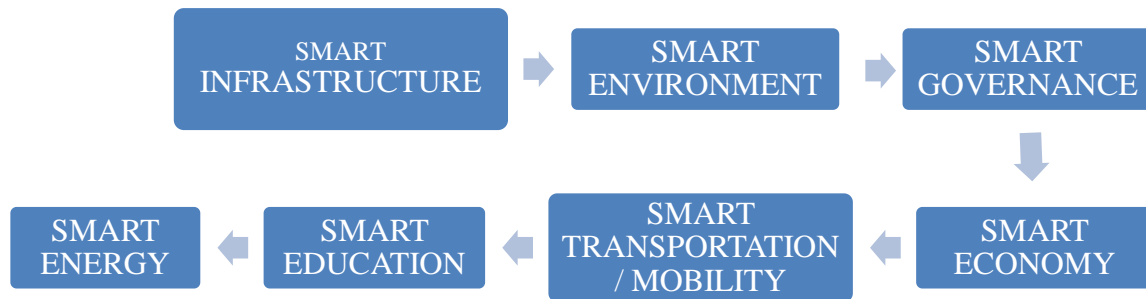 SMART
INFRASTRUCTURE
SMART
ENVIRONMENT
SMART
GOVERNANCE
SMART
ECONOMY
SMART
TRANSPORTATION
/ MOBILITY
SMART
EDUCATION
SMART
ENERGY